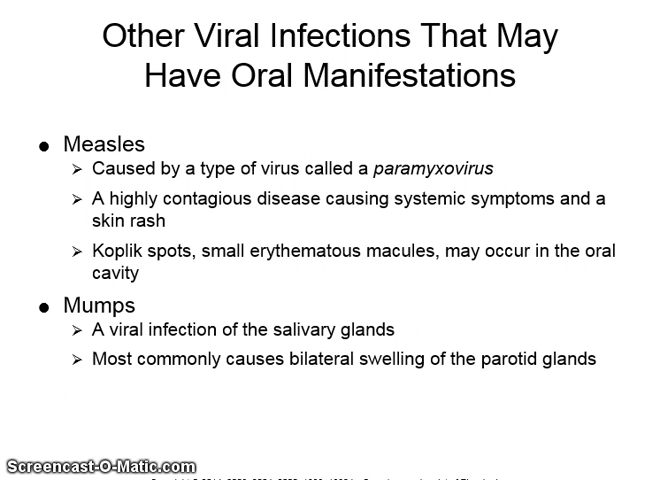 Other Viral Infections That May
Have Oral Manifestations
● Measles
➢ Caused by a type of virus called a paramyxovirus
➢ A highly contagious disease causing systemic symptoms and a
skin rash
➢ Koplik spots, small erythematous macules, may occur in the oral
cavity
● Mumps
➢ A viral infection of the salivary glands
➢ Most commonly causes bilateral swelling of the parotid glands
Screencast-O-Matic.com